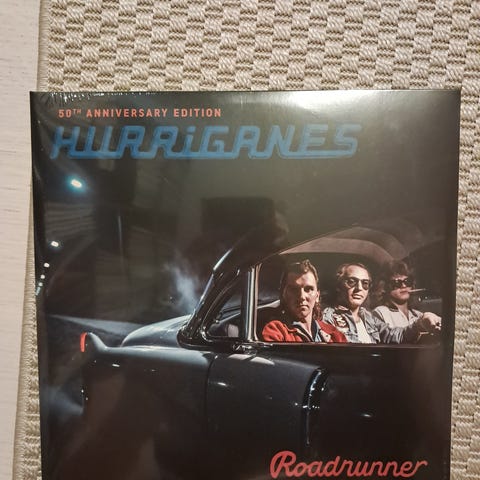 50TH ANNIVERSARY EDITION
HURRiGANES
Roadrunner